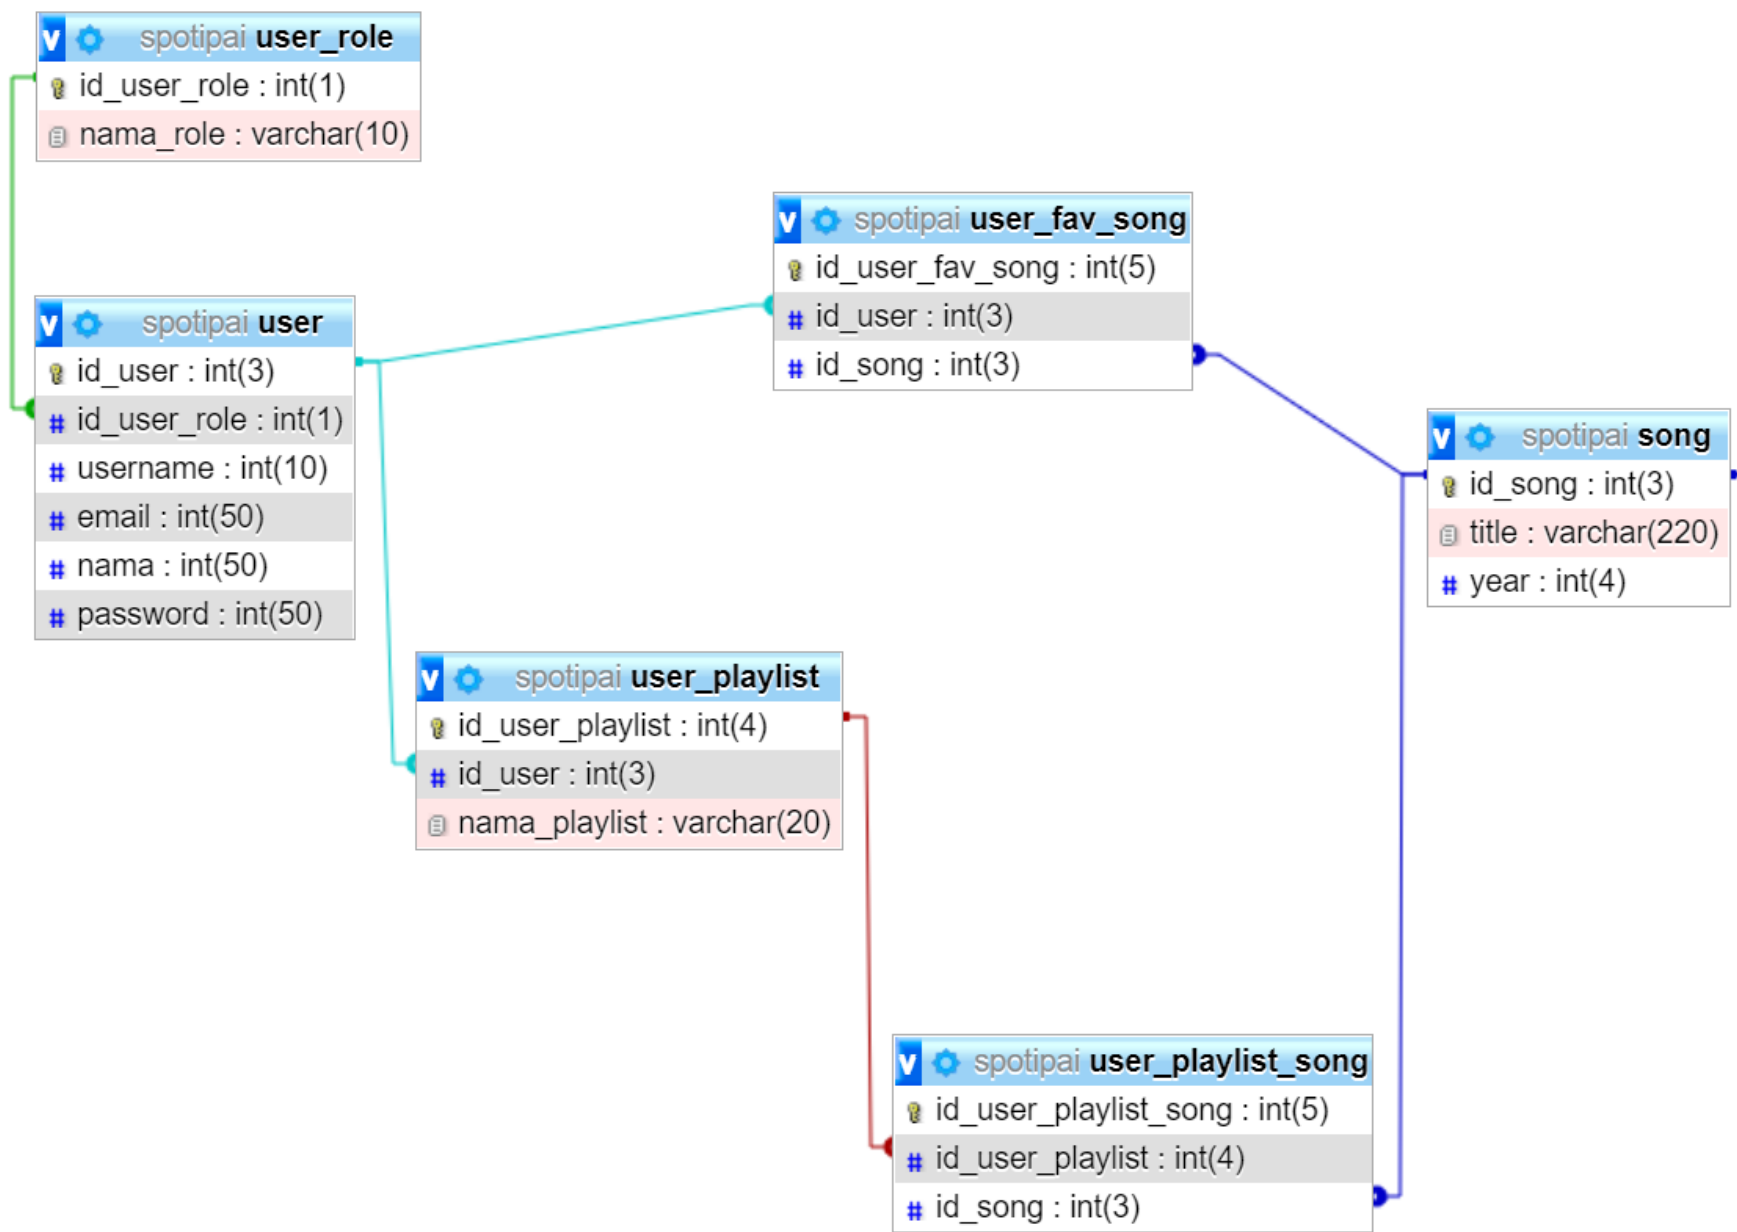 v spotipai user_role
id_user_role : int(1)
nama_role : varchar(10)
v spotipai user_fav_song
id_user_fav_song : int(5)
# id_user : int(3)
# id_song : int(3)
v spotipai user
id_user : int(3)
# id_user_role : int(1)
# username : int(10)
# email : int(50)
# nama : int(50)
# password : int(50)
v spotipai song
id_song : int(3)
title : varchar(220)
# year : int(4)
v spotipai user_playlist
id_user_playlist : int(4)
# id_user : int(3)
nama_playlist : varchar(20)
v spotipai user_playlist_song
id_user_playlist_song : int(5)
# id_user_playlist : int(4)
# id_song : int(3)